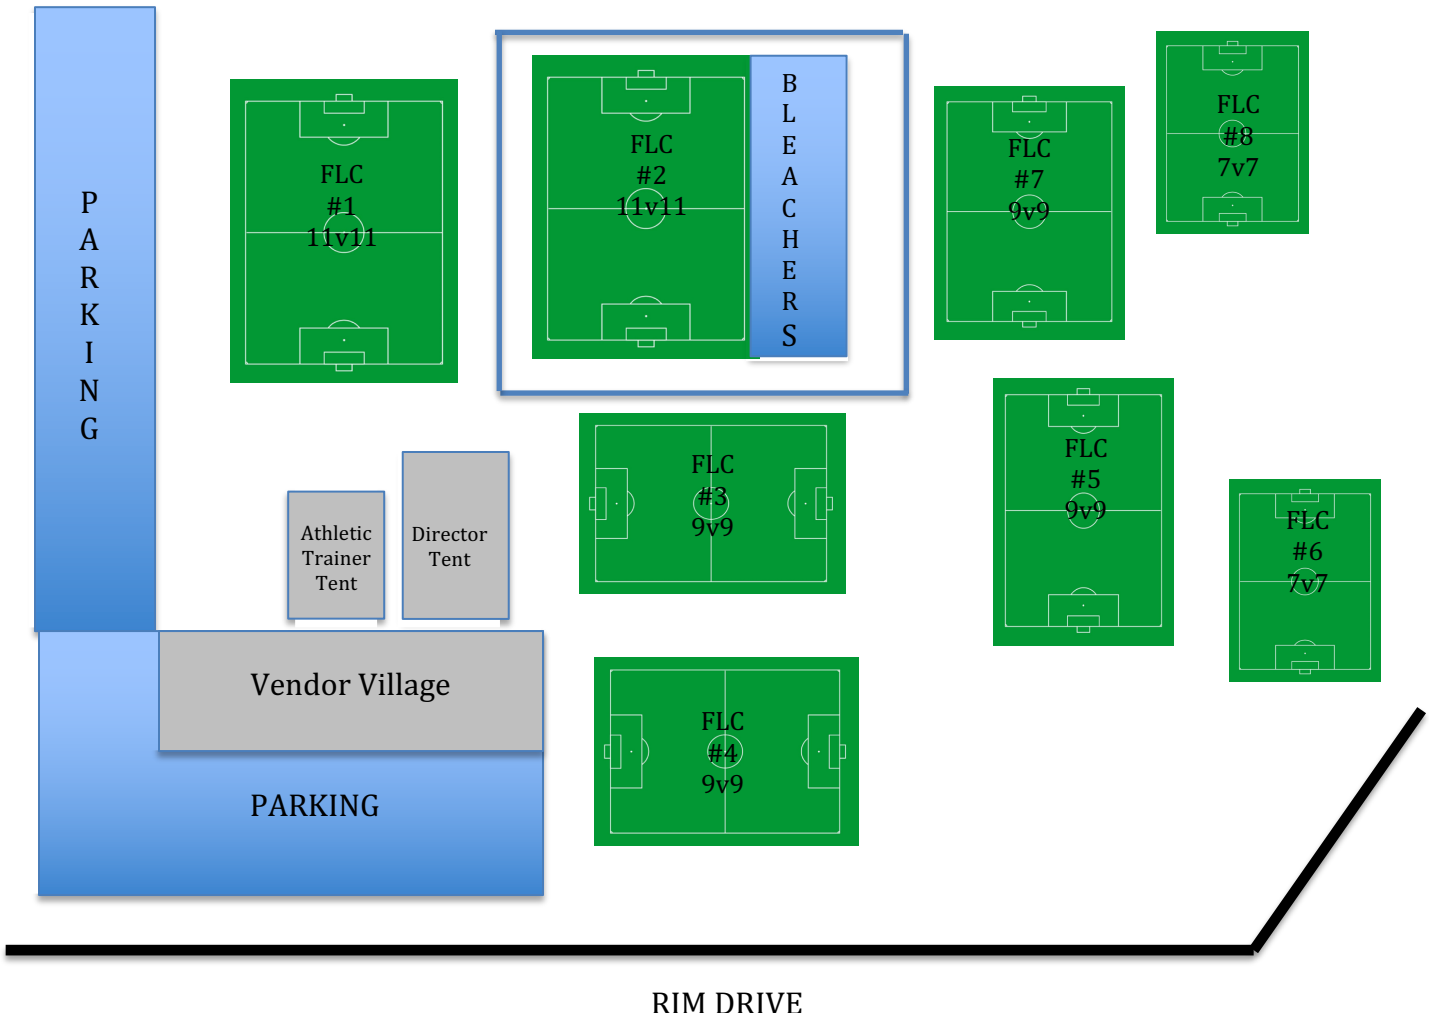 P
A
R
K
I
N
G
FLC
#1
11v11
FLC
#2
11v11
B
L
E
A
C
H
E
R
S
FLC
#7
9v9
FLC
#8
7v7
FLC
#3
9v9
FLC
#5
9v9
FLC
#6
7v7
Athletic
Trainer
Tent
Director
Tent
Vendor Village
FLC
#4
9v9
PARKING
RIM DRIVE